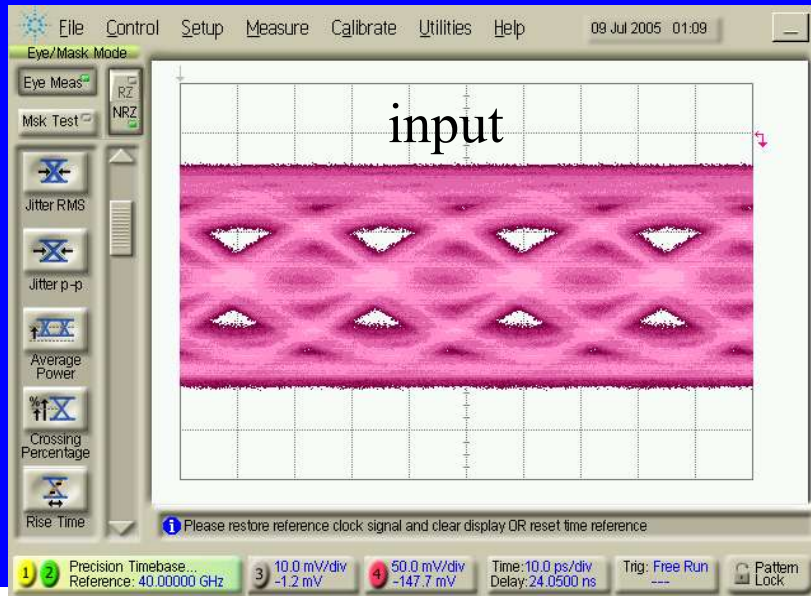 File Control Setup Measure Calibrate Utilities Help 09 Jul 2005 01:09
Eye/Mask Mode
Eye Meas
RZ
NRZ
Msk Test
input
Jitter RMS
Jitter p-p
Average
Power
Crossing
Percentage
Rise Time
Please restore reference clock signal and clear display OR reset time reference
1 2 Precision Timebase...
Reference: 40.00000 GHz
3 10.0 mV/div
-1.2 mV
4 50.0 mV/div
-147.7 mV
Time:10.0 ps/div
Delay:24.0500 ns
Trig: Free Run
---
Pattern
Lock